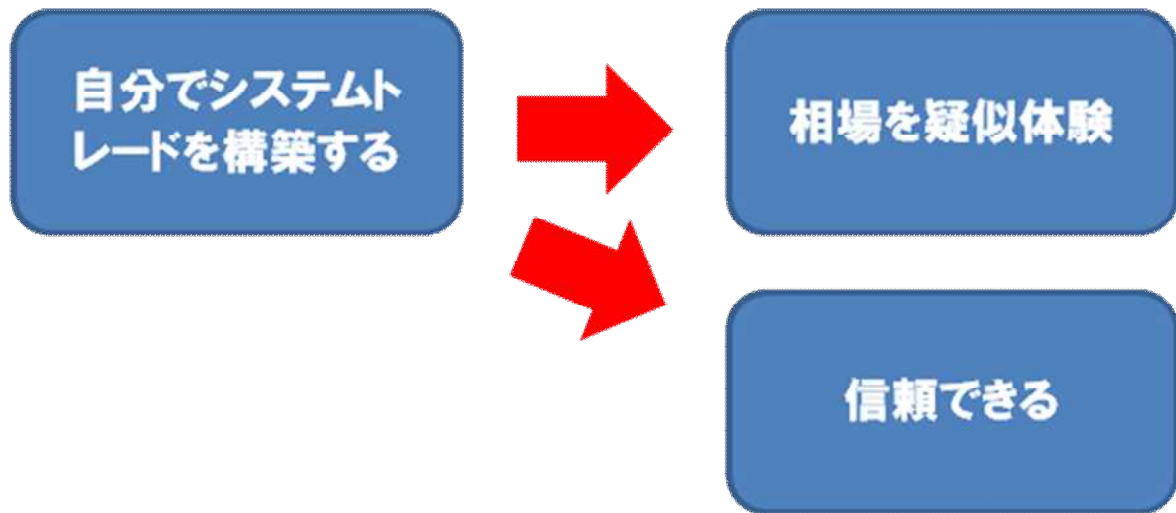 自分でシステムト
レードを構築する
相場を疑似体験
信頼できる